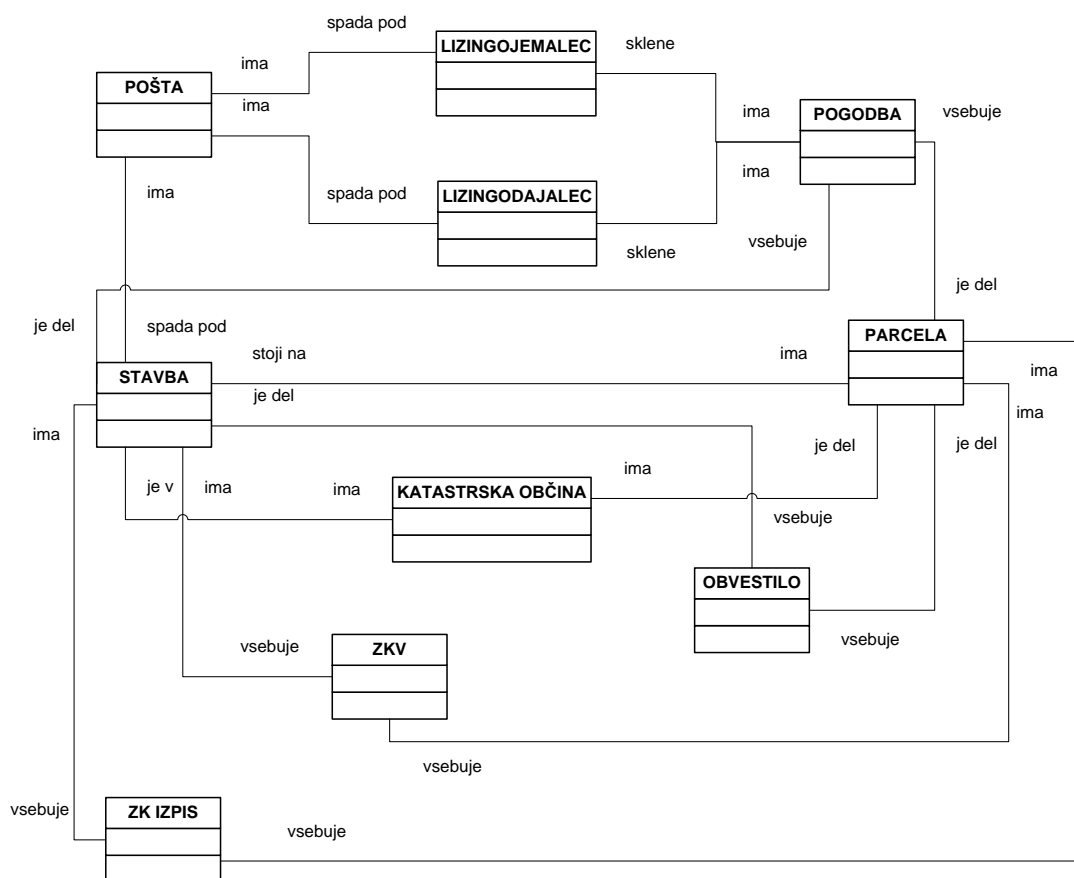 spada pod
LIZINGOJEMALEC
sklene
ima
POŠTA
ima
ima
POGODBA
vsebuje
ima
ima
spada pod
LIZINGODAJALEC
sklene
vsebuje
je del
je del
spada pod
stoji na
ima
PARCELA
ima
STAVBA
je del
ima
ima
je del
je del
je v
ima
ima
KATASTRSKA OBČINA
ima
vsebuje
OBVESTILO
vsebuje
vsebuje
ZKV
vsebuje
vsebuje
ZK IZPIS
vsebuje